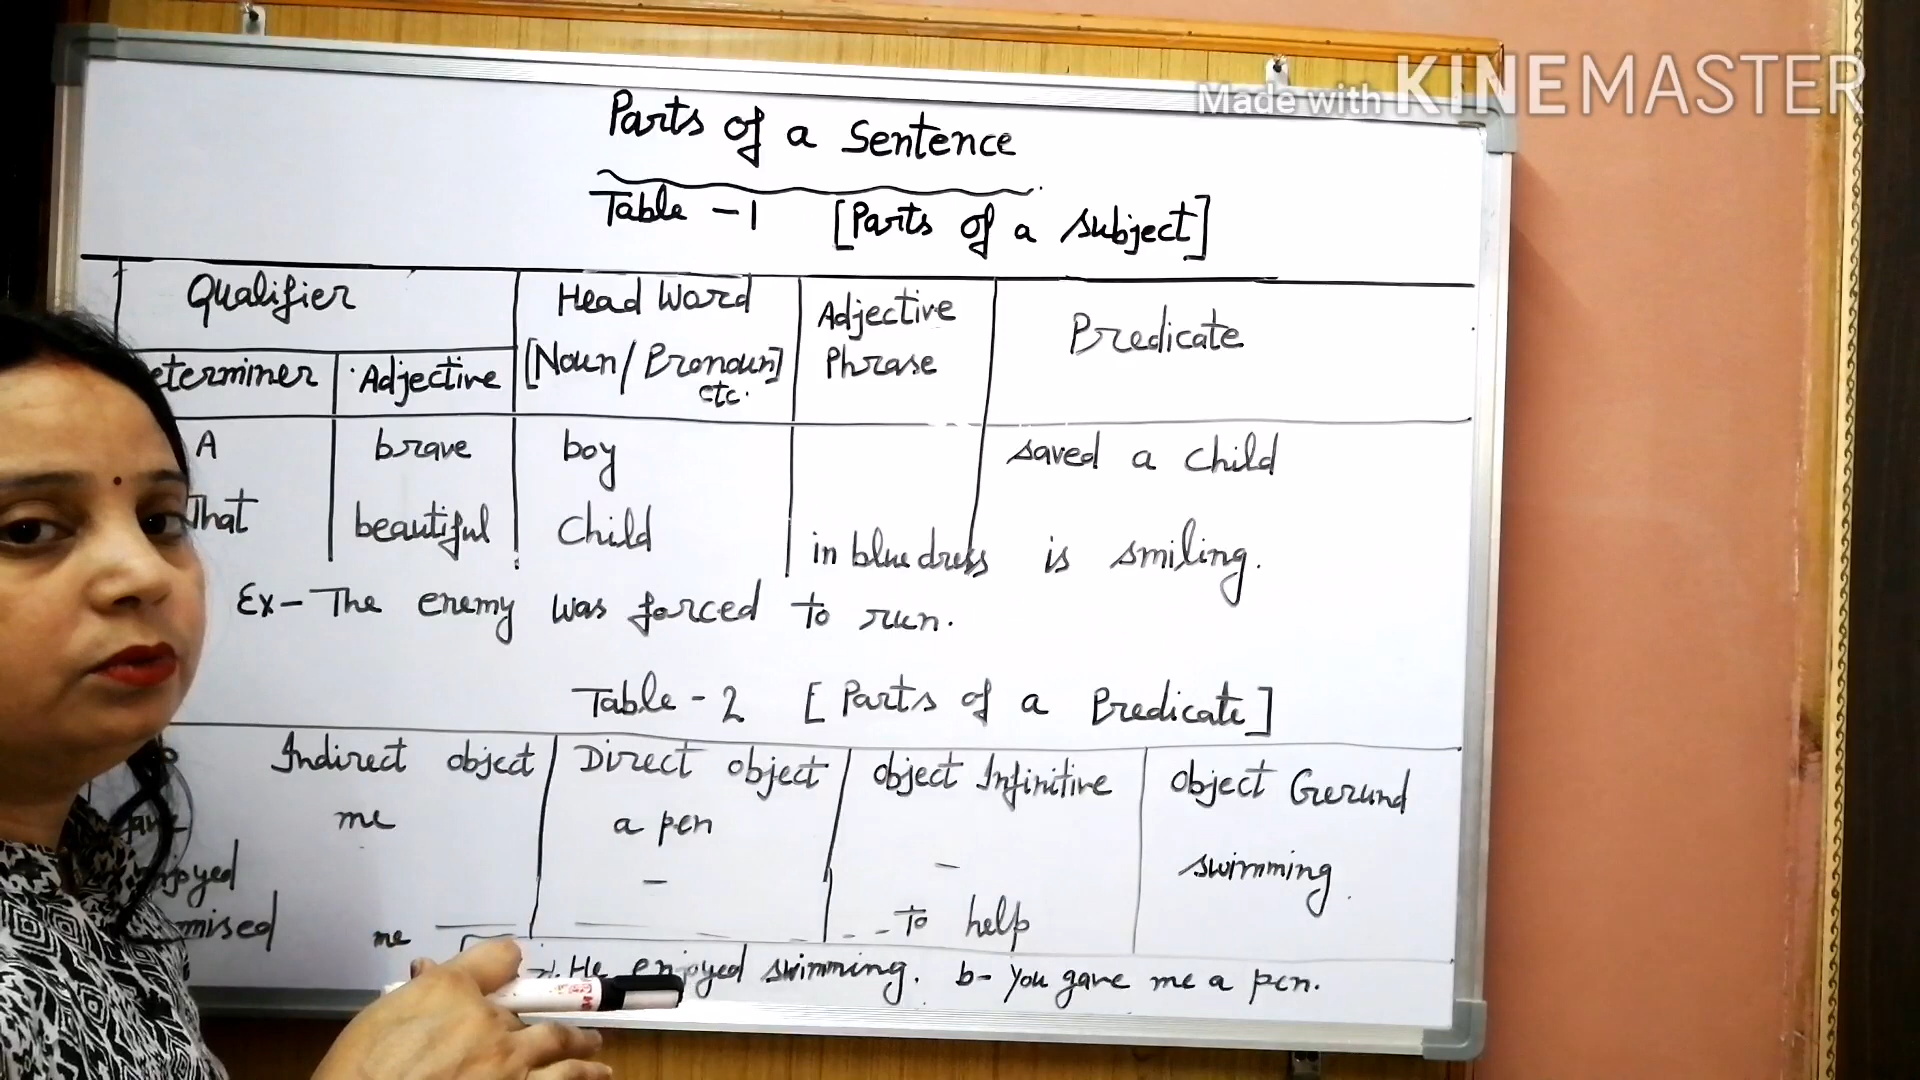 Made with KINEMASTER
Parts of a Sentence
Table - 1 [Parts of a subject]
Qualifier Head Word Adjective Predicate
eterminer Adjective [Noun / Pronoun] Phrase
etc.
A brave boy saved a child
That beautiful Child in blue dress is smiling.
Ex - The enemy was forced to run.
Table - 2 [Parts of a Predicate]
Indirect object Direct object object Infinitive object Gerund
me a pen
njoyed - - swimming.
mised me -- to help
He enjoyed swimming. b- You gave me a pen.